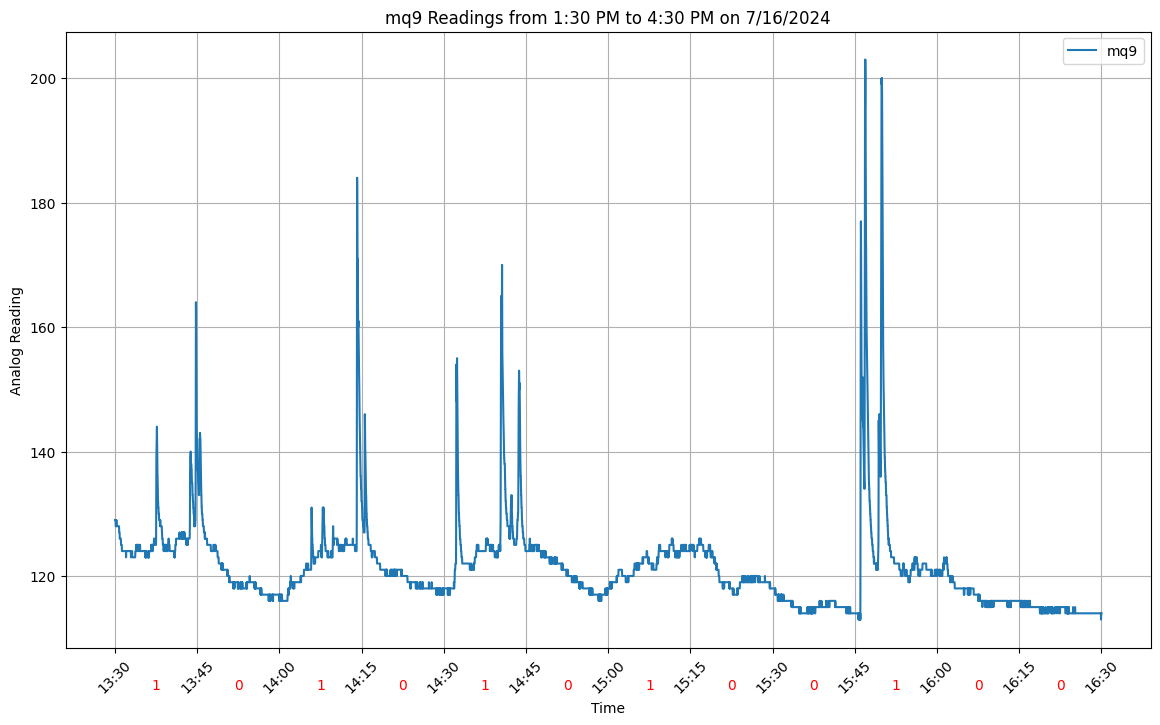 mq9 Readings from 1:30 PM to 4:30 PM on 7/16/2024
mq9
200
180
160
140
120
Analog Reading
13:30 13:45 14:00 14:15 14:30 14:45 15:00 15:15 15:30 15:45 16:00 16:15 16:30
1 0 1 0 1 0 1 0 0 1 0 0
Time